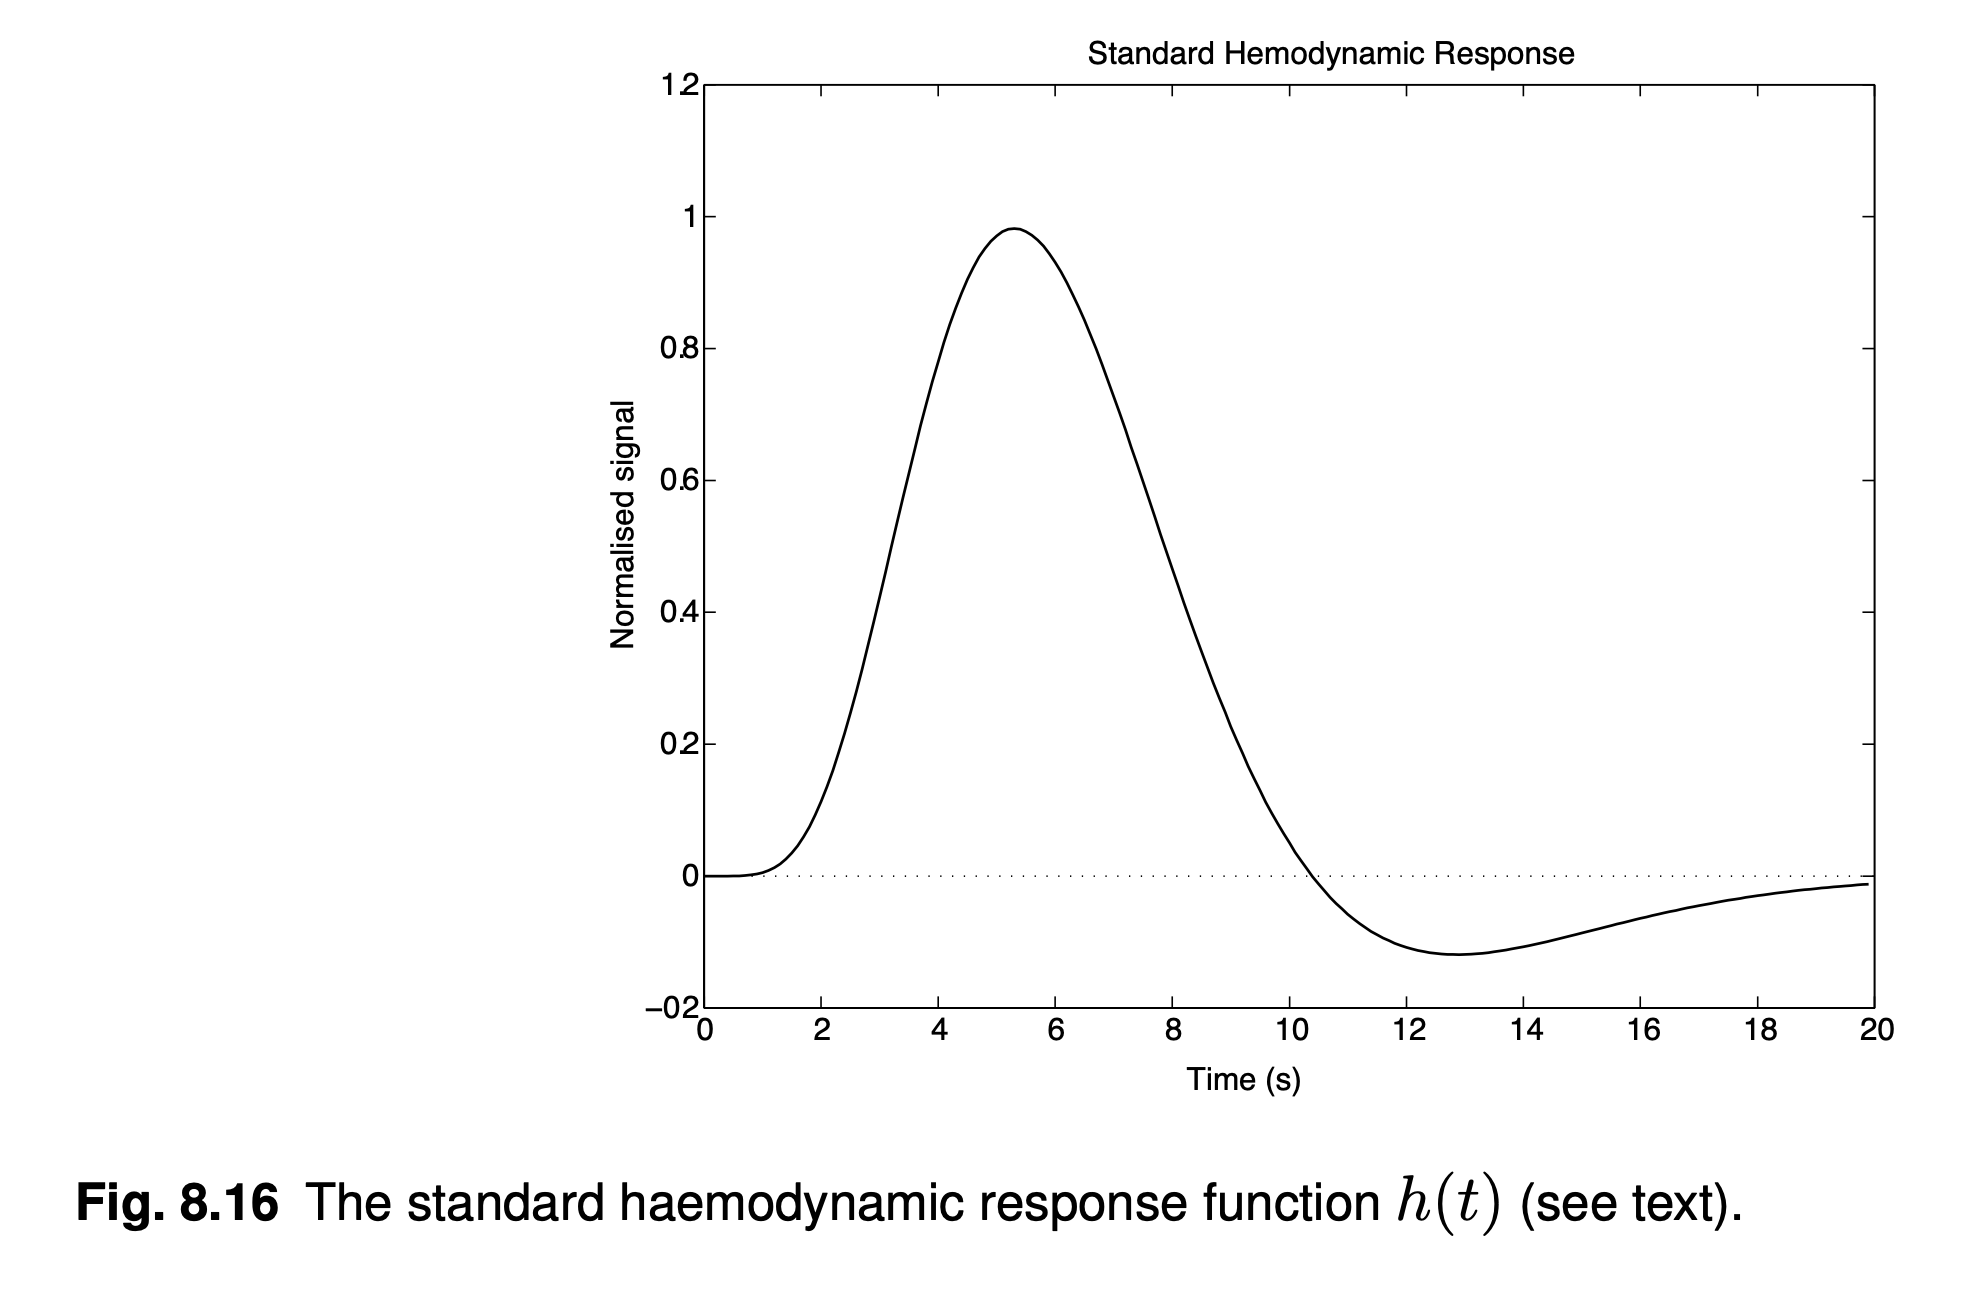 Standard Hemodynamic Response
1.2
1
0.8
0.6
0.4
0.2
0
−02
0 2 4 6 8 10 12 14 16 18 20
Normalised signal
Time (s)
Fig. 8.16 The standard haemodynamic response function h(t) (see text).